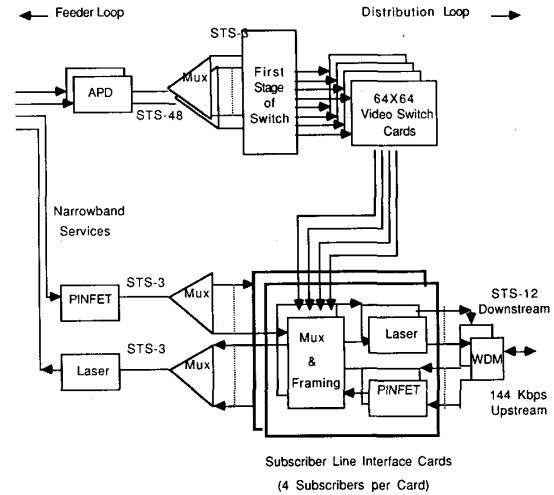 Feeder Loop
Distribution Loop
STS-3
Mux
APD
First
Stage
of
Switch
64X64
Video Switch
Cards
STS-48
Narrowband
Services
PINFET
STS-3
Mux
STS-12
Downstream
Laser
Mux
&
Framing
Laser
STS-3
Mux
WDM
PINFET
144 Kbps
Upstream
Subscriber Line Interface Cards
(4 Subscribers per Card)